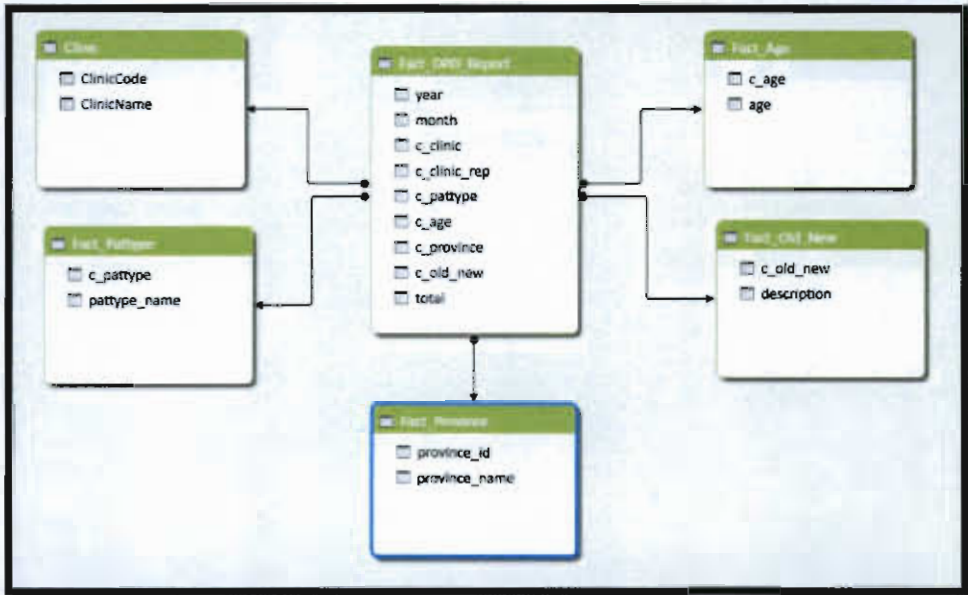 Clinic
ClinicCode
ClinicName
Fact_OPD_Report
year
month
c_clinic
c_clinic_rep
c_pattype
c_age
c_province
c_old_new
total
Fact_Age
c_age
age
Fact_Pattype
c_pattype
pattype_name
Fact_Old_New
c_old_new
description
Fact_Province
province_id
province_name